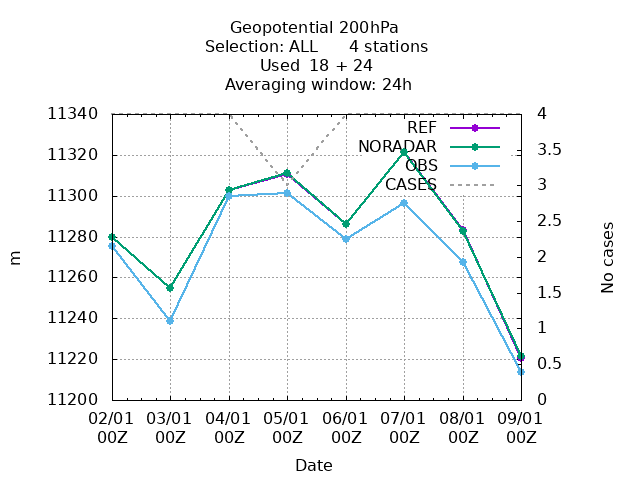 Geopotential 200hPa
Selection: ALL      4 stations
Used  18 + 24
Averaging window: 24h
11340
11320
11300
11280
11260
11240
11220
11200
m
4
3.5
3
2.5
2
1.5
1
0.5
0
No cases
REF
NORADAR
OBS
CASES
02/01 03/01 04/01 05/01 06/01 07/01 08/01 09/01
00Z 00Z 00Z 00Z 00Z 00Z 00Z 00Z
Date